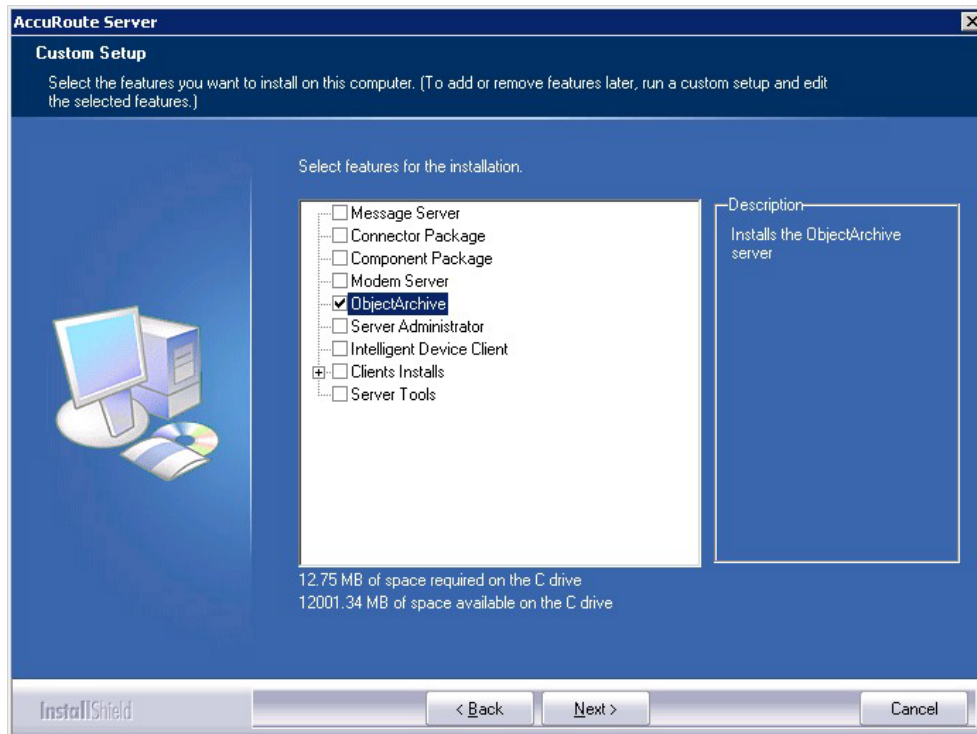 AccuRoute Server
Custom Setup
Select the features you want to install on this computer. (To add or remove features later, run a custom setup and edit
the selected features.)
Select features for the installation.
Message Server
Connector Package
Component Package
Modem Server
ObjectArchive
Server Administrator
Intelligent Device Client
Clients Installs
Server Tools
Description
Installs the ObjectArchive
server
12.75 MB of space required on the C drive
12001.34 MB of space available on the C drive
InstallShield
< Back
Next >
Cancel